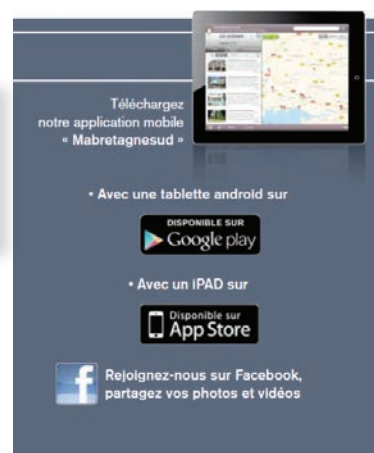 Téléchargez
notre application mobile
« Mabretagnesud »
• Avec une tablette android sur
DISPONIBLE SUR
Google play
• Avec un iPAD sur
Disponible sur
App Store
Rejoignez-nous sur Facebook,
partagez vos photos et vidéos